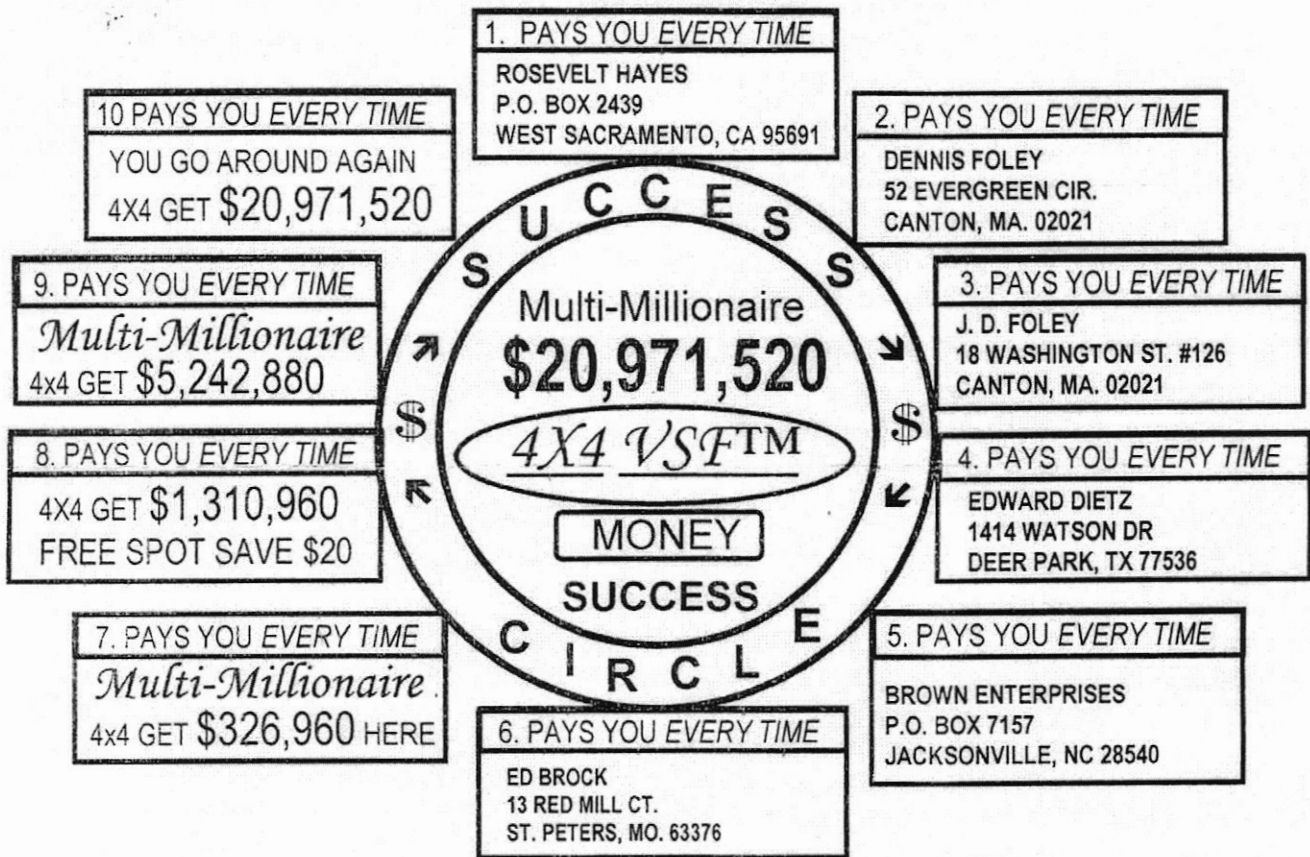 1. PAYS YOU EVERY TIME
ROSEVELT HAYES
P.O. BOX 2439
WEST SACRAMENTO, CA 95691
2. PAYS YOU EVERY TIME
DENNIS FOLEY
52 EVERGREEN CIR.
CANTON, MA. 02021
3. PAYS YOU EVERY TIME
J. D. FOLEY
18 WASHINGTON ST. #126
CANTON, MA. 02021
4. PAYS YOU EVERY TIME
EDWARD DIETZ
1414 WATSON DR
DEER PARK, TX 77536
5. PAYS YOU EVERY TIME
BROWN ENTERPRISES
P.O. BOX 7157
JACKSONVILLE, NC 28540
6. PAYS YOU EVERY TIME
ED BROCK
13 RED MILL CT.
ST. PETERS, MO. 63376
7. PAYS YOU EVERY TIME
Multi-Millionaire
4x4 GET $326,960 HERE
8. PAYS YOU EVERY TIME
4X4 GET $1,310,960
FREE SPOT SAVE $20
9. PAYS YOU EVERY TIME
Multi-Millionaire
4x4 GET $5,242,880
10 PAYS YOU EVERY TIME
YOU GO AROUND AGAIN
4X4 GET $20,971,520
SUCCESS
$ $
CIRCLE
Multi-Millionaire
$20,971,520
4X4 VSF™
MONEY
SUCCESS